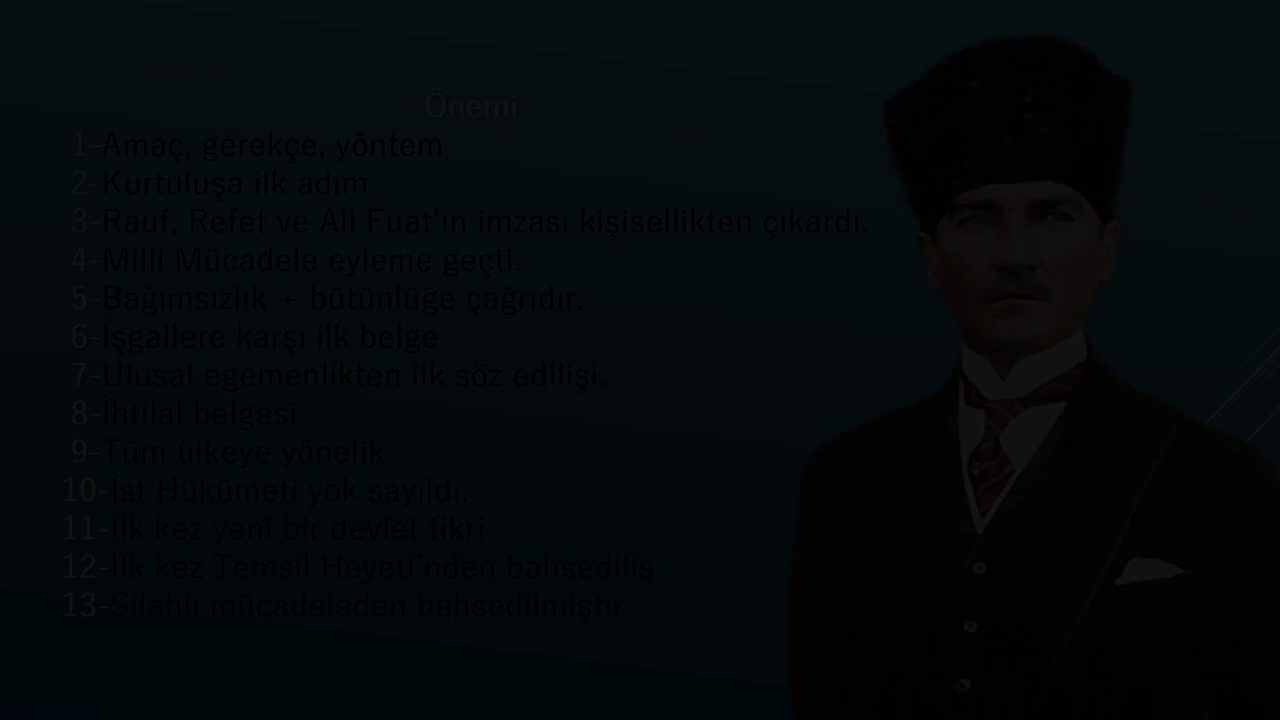 Önemi
1-Amaç, gerekçe, yöntem
2-Kurtuluşa ilk adım
3-Rauf, Refet ve Ali Fuat’ın imzası kişisellikten çıkardı.
4-Milli Mücadele eyleme geçti.
5-Bağımsızlık + bütünlüğe çağrıdır.
6-İşgallere karşı ilk belge
7-Ulusal egemenlikten ilk söz edilişi.
8-İhtilal belgesi
9-Tüm ülkeye yönelik
10-İst Hükümeti yok sayıldı.
11-İlk kez yeni bir devlet fikri
12-İlk kez Temsil Heyeti’nden bahsediliş
13-Silahlı mücadeleden bahsedilmiştir